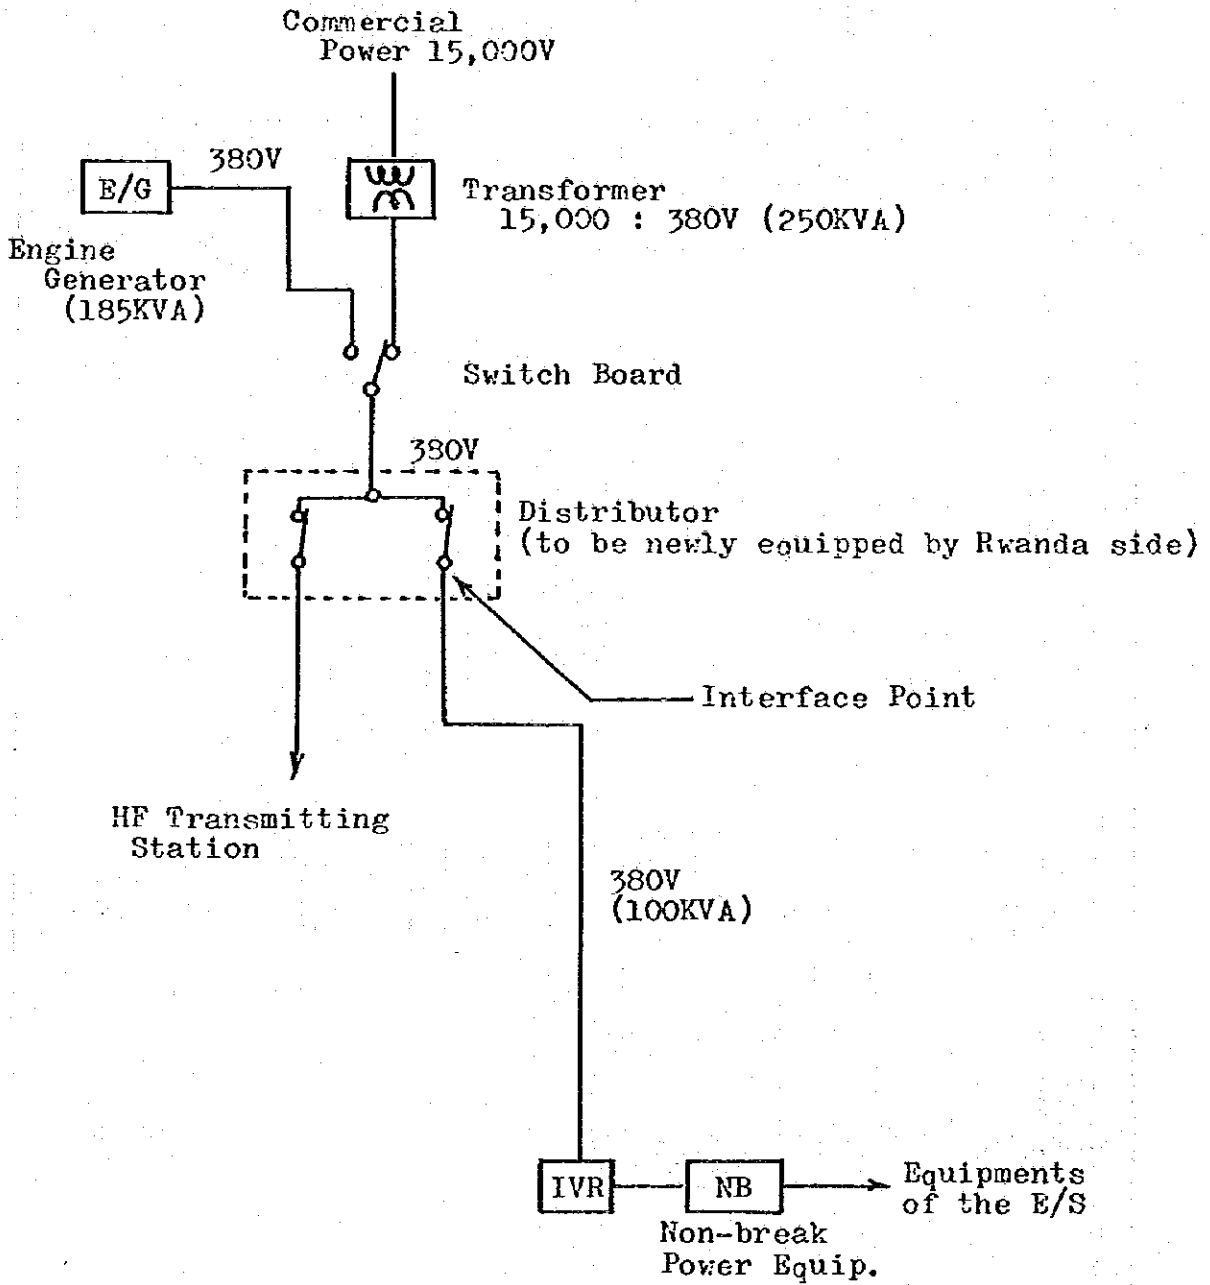 Commercial
Power 15,000V
380V
E/G
Transformer
15,000 : 380V (250KVA)
Engine
Generator
(185KVA)
Switch Board
380V
Distributor
(to be newly equipped by Rwanda side)
Interface Point
HF Transmitting
Station
380V
(100KVA)
IVR
NB
Equipments
of the E/S
Non-break
Power Equip.